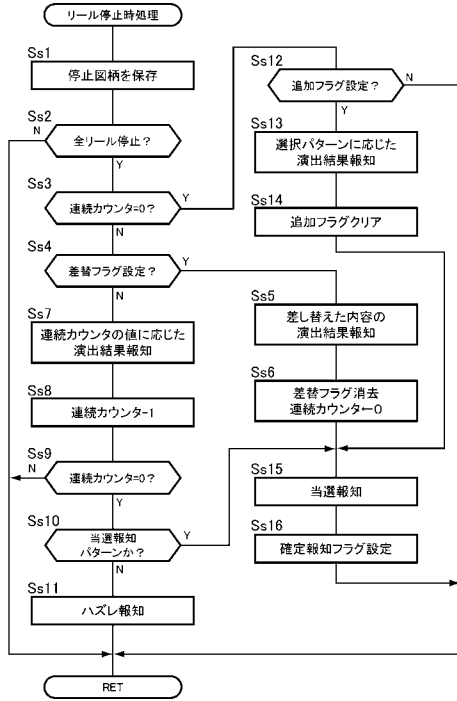 リール停止時処理
Ss1
停止図柄を保存
Ss2
N
全リール停止？
Y
Ss3
連続カウンタ=0？
Y
N
Ss4
差替フラグ設定？
Y
N
Ss7
連続カウンタの値に応じた
演出結果報知
Ss8
連続カウンタ-1
Ss9
N
連続カウンタ=0？
Y
Ss10
当選報知
パターンか？
Y
N
Ss11
ハズレ報知
RET
Ss12
追加フラグ設定？
N
Y
Ss13
選択パターンに応じた
演出結果報知
Ss14
追加フラグクリア
Ss5
差し替えた内容の
演出結果報知
Ss6
差替フラグ消去
連続カウンタ←0
Ss15
当選報知
Ss16
確定報知フラグ設定